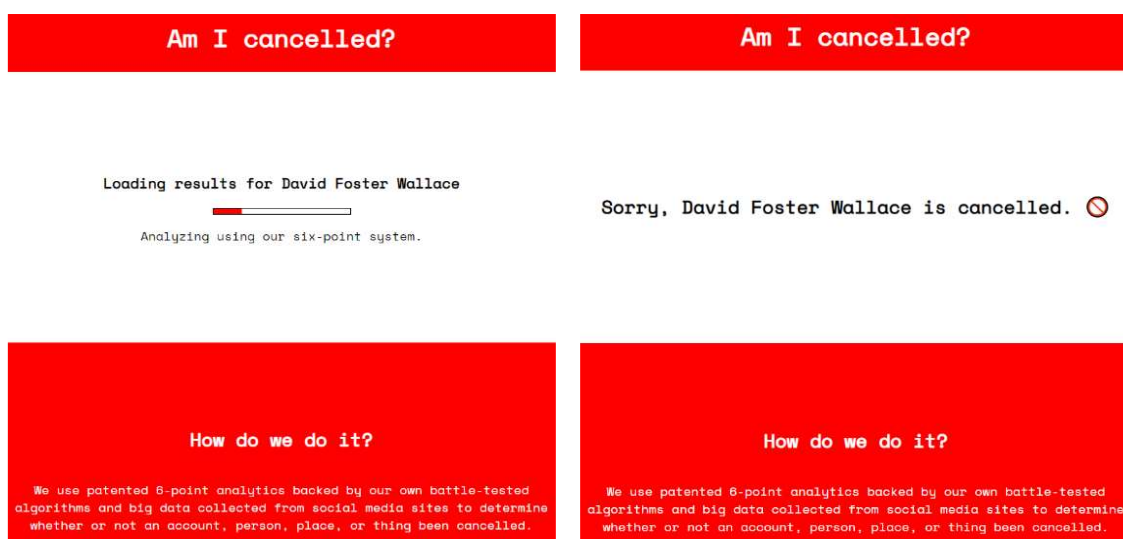 Am I cancelled?
Loading results for David Foster Wallace
Analyzing using our six-point system.
How do we do it?
We use patented 6-point analytics backed by our own battle-tested
algorithms and big data collected from social media sites to determine
whether or not an account, person, place, or thing been cancelled.
Am I cancelled?
Sorry, David Foster Wallace is cancelled. 🚫
How do we do it?
We use patented 6-point analytics backed by our own battle-tested
algorithms and big data collected from social media sites to determine
whether or not an account, person, place, or thing been cancelled.